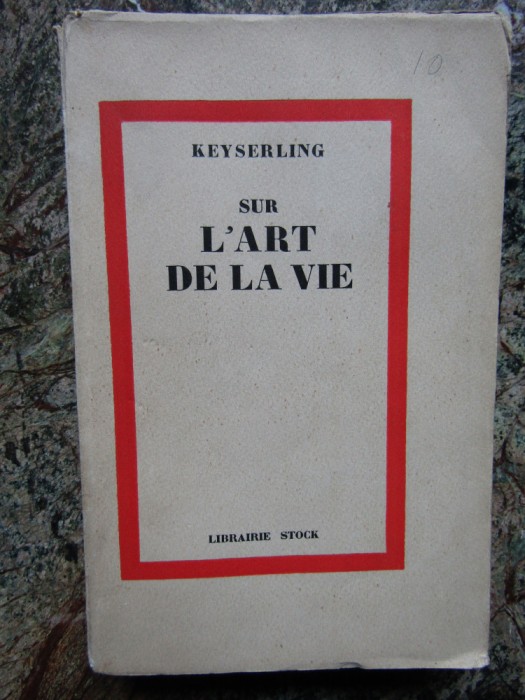 10
KEYSERLING
SUR
L'ART
DE LA VIE
LIBRAIRIE STOCK